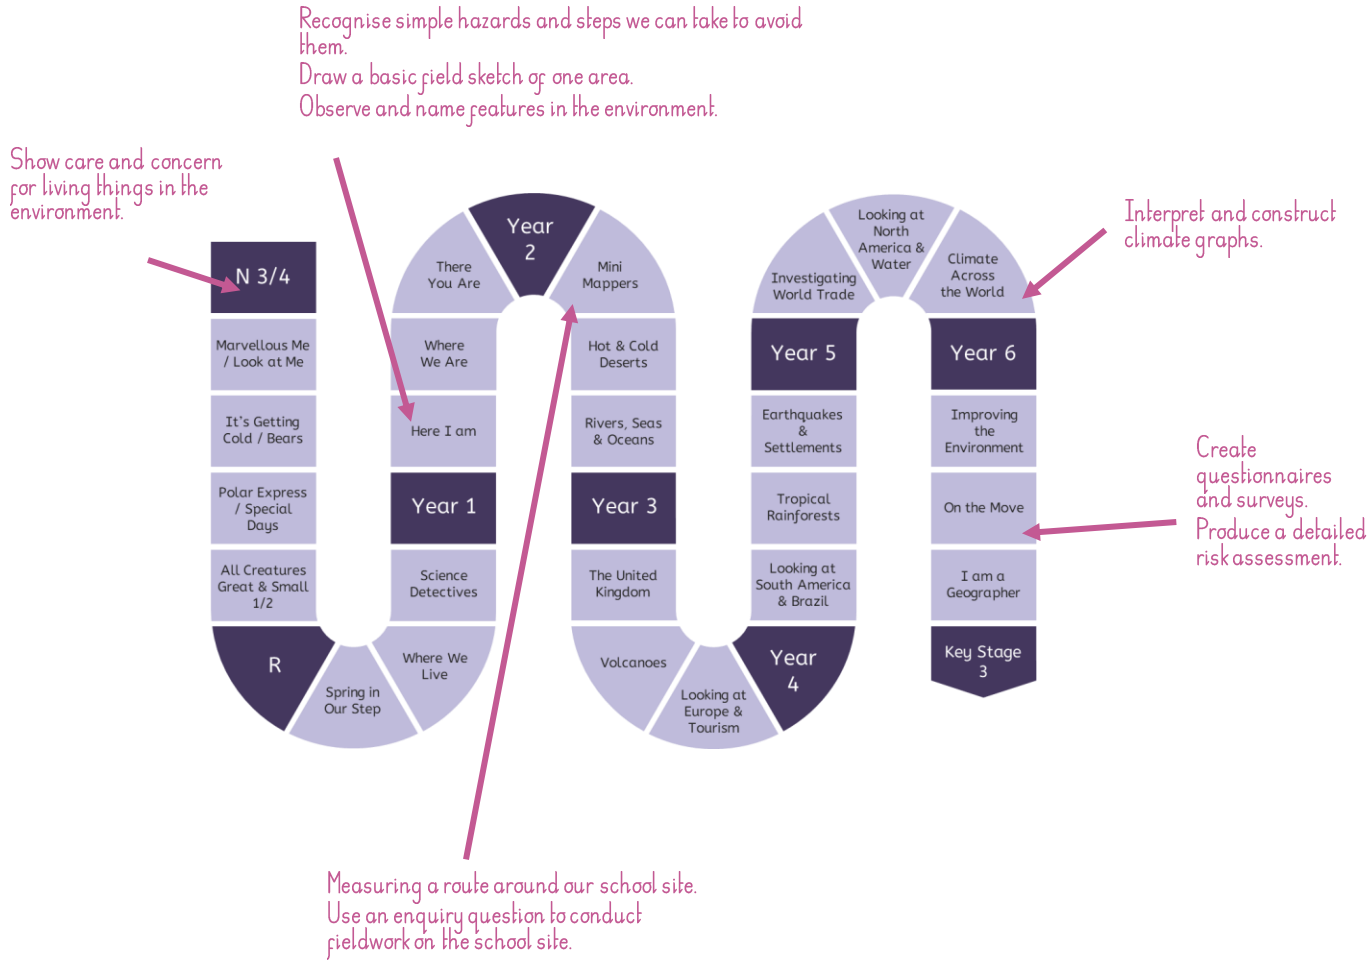 Recognise simple hazards and steps we can take to avoid
them.
Draw a basic field sketch of one area.
Observe and name features in the environment.
Show care and concern
for living things in the
environment.
N 3/4
Marvellous Me
/ Look at Me
It's Getting
Cold / Bears
Polar Express
/ Special
Days
All Creatures
Great & Small
1/2
R
Spring in
Our Step
Where We
Live
Science
Detectives
Year 1
Here I am
Where
We Are
There
You Are
Year
2
Mini
Mappers
Hot & Cold
Deserts
Rivers, Seas
& Oceans
Year 3
The United
Kingdom
Volcanoes
Looking at
Europe &
Tourism
Year
4
Looking at
South America
& Brazil
Tropical
Rainforests
Earthquakes
&
Settlements
Year 5
Investigating
World Trade
Looking at
North
America &
Water
Climate
Across
the World
Year 6
Improving
the
Environment
On the Move
I am a
Geographer
Key Stage
3
Interpret and construct
climate graphs.
Create
questionnaires
and surveys.
Produce a detailed
risk assessment.
Measuring a route around our school site.
Use an enquiry question to conduct
fieldwork on the school site.